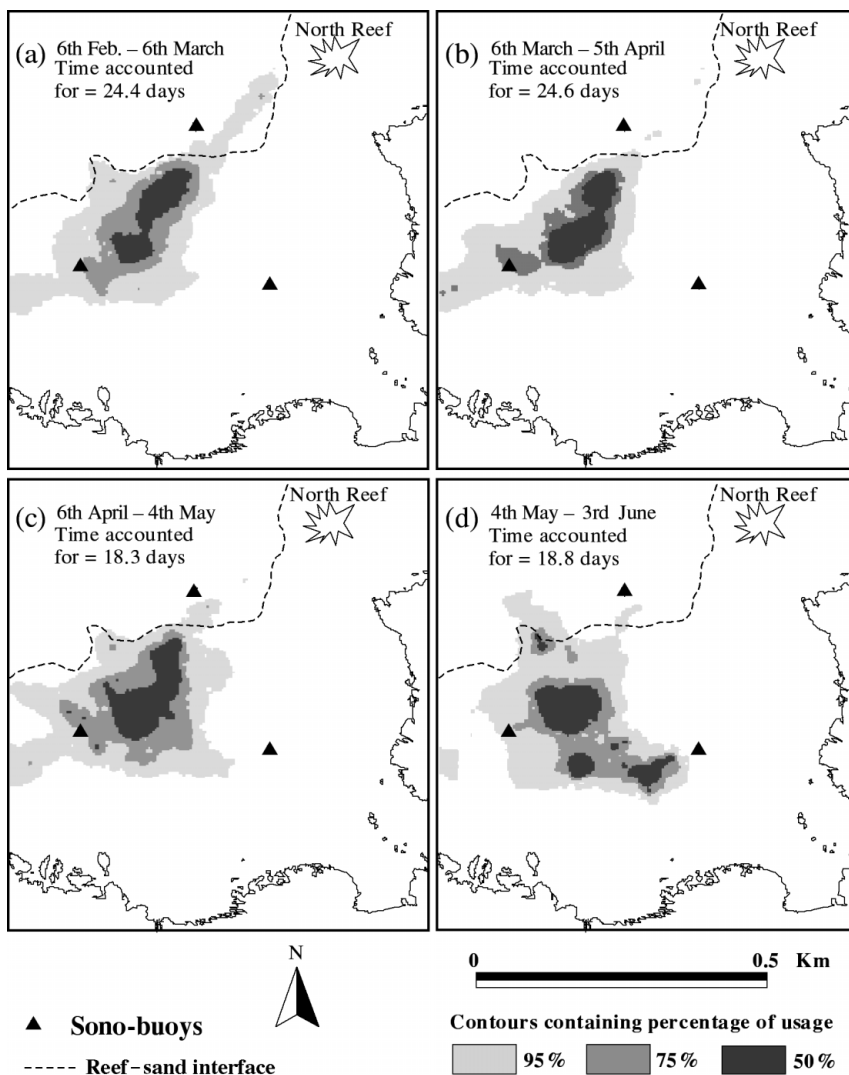 North Reef
(a) 6th Feb. – 6th March
Time accounted
for = 24.4 days
North Reef
(b) 6th March – 5th April
Time accounted
for = 24.6 days
North Reef
(c) 6th April – 4th May
Time accounted
for = 18.3 days
North Reef
(d) 4th May – 3rd June
Time accounted
for = 18.8 days
N
0 0.5 Km
Sono-buoys
Contours containing percentage of usage
Reef–sand interface
95% 75% 50%